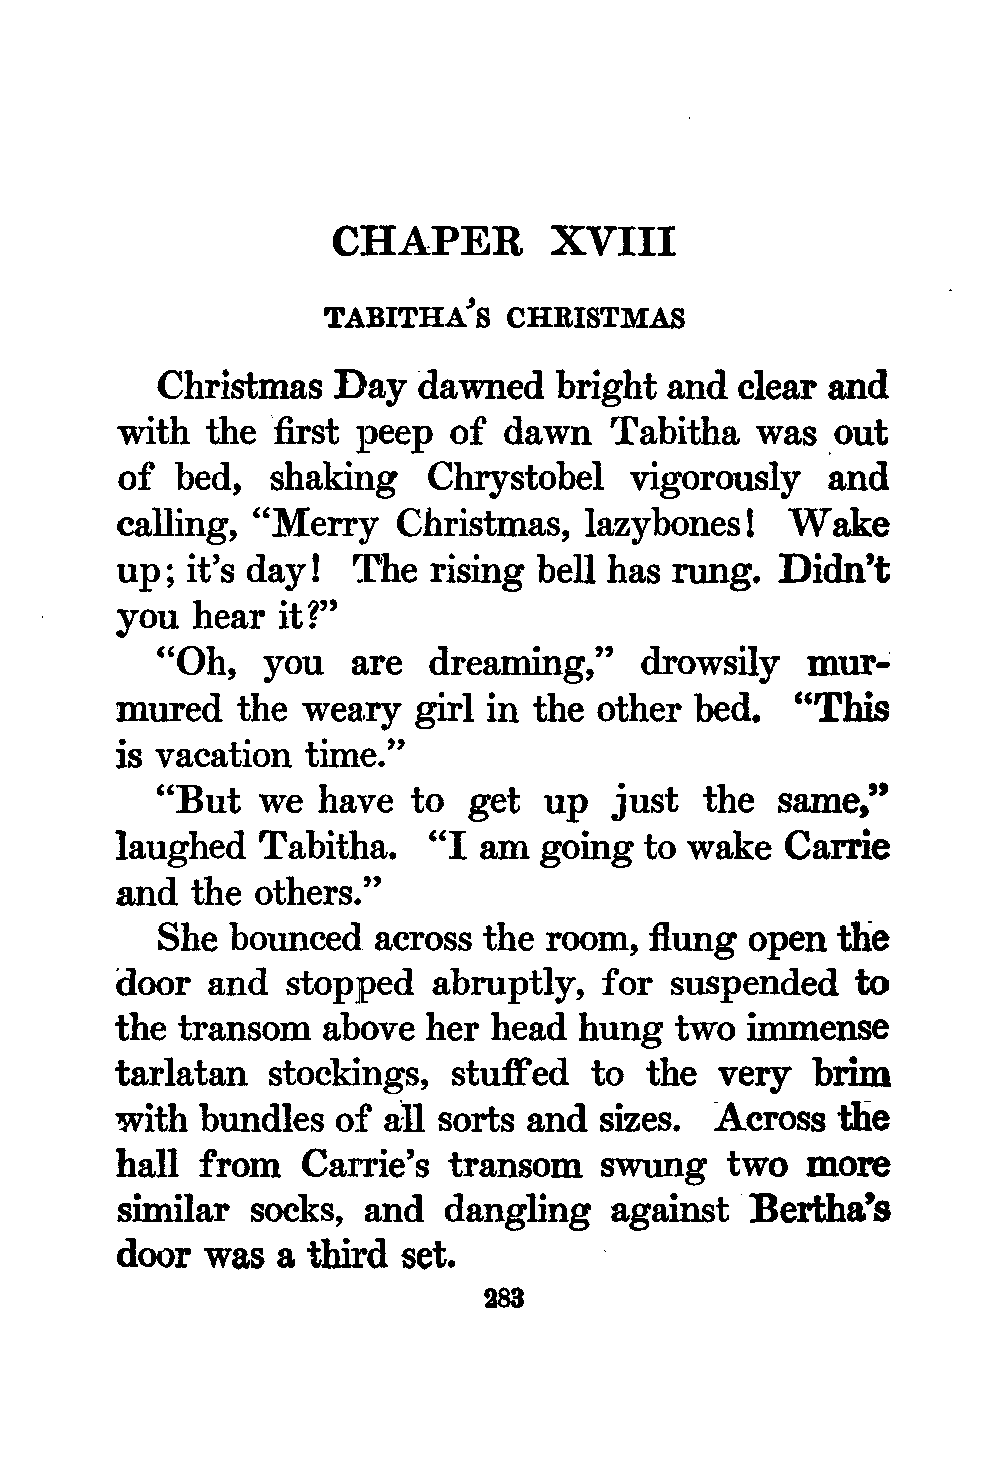 CHAPER XVIII
TABITHA'S CHRISTMAS
Christmas Day dawned bright and clear and
with the first peep of dawn Tabitha was out
of bed, shaking Chrystobel vigorously and
calling, “Merry Christmas, lazybones! Wake
up; it's day! The rising bell has rung. Didn't
you hear it?”
“Oh, you are dreaming,” drowsily mur-
mured the weary girl in the other bed. “This
is vacation time.”
“But we have to get up just the same,”
laughed Tabitha. “I am going to wake Carrie
and the others.”
She bounced across the room, flung open the
door and stopped abruptly, for suspended to
the transom above her head hung two immense
tarlatan stockings, stuffed to the very brim
with bundles of all sorts and sizes. Across the
hall from Carrie's transom swung two more
similar socks, and dangling against Bertha's
door was a third set.
283